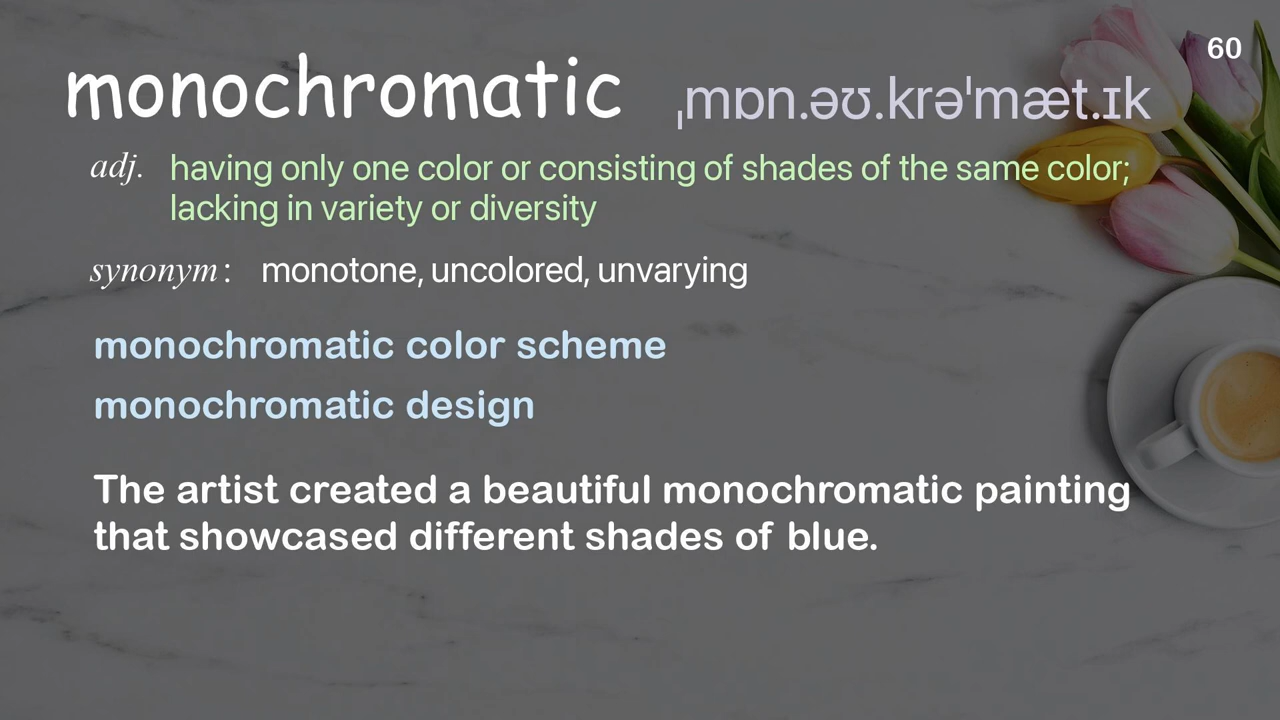 60
monochromatic ˌmɒn.əʊ.krəˈmæt.ɪk
adj. having only one color or consisting of shades of the same color;
lacking in variety or diversity
synonym: monotone, uncolored, unvarying
monochromatic color scheme
monochromatic design
The artist created a beautiful monochromatic painting
that showcased different shades of blue.